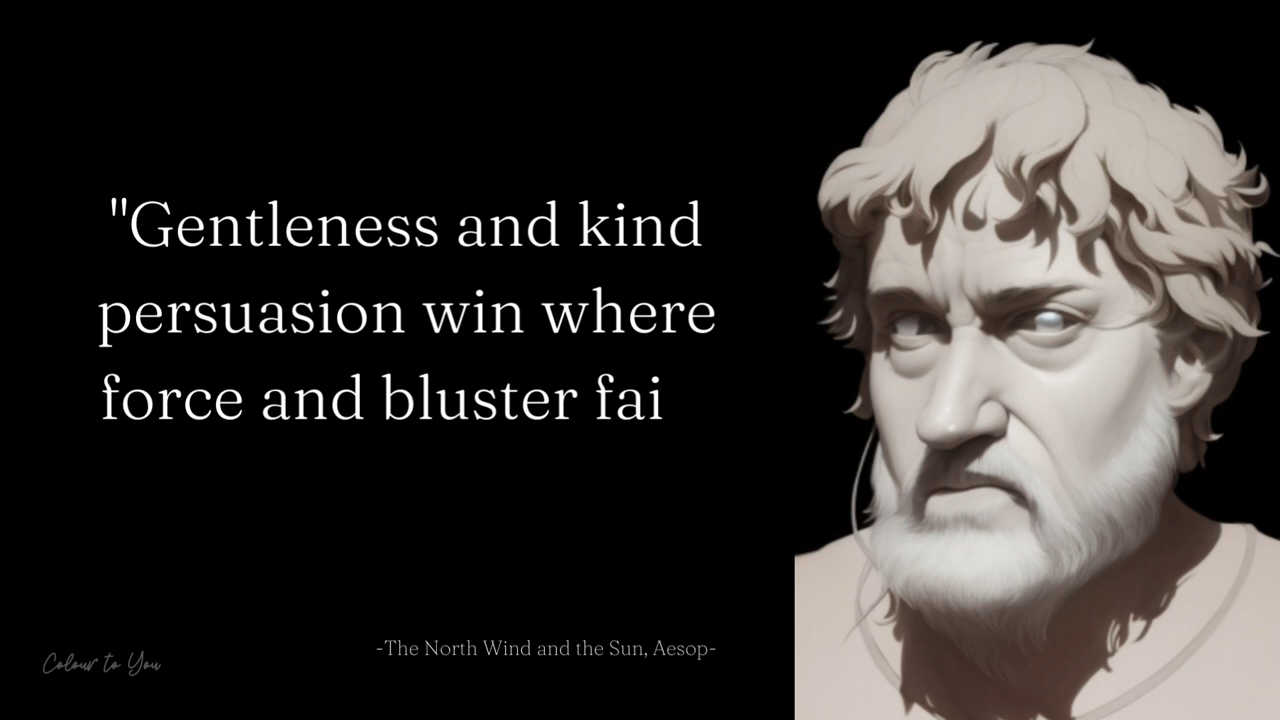 "Gentleness and kind
persuasion win where
force and bluster fai
-The North Wind and the Sun, Aesop-
Colour to You